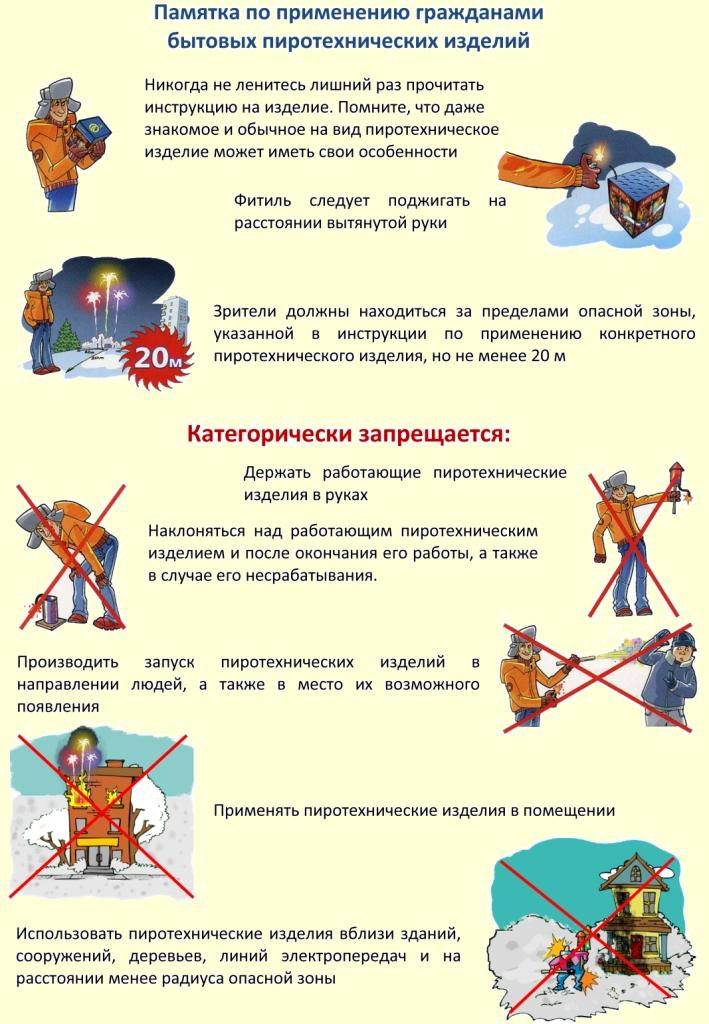 Памятка по применению гражданами
бытовых пиротехнических изделий
Никогда не ленитесь лишний раз прочитать
инструкцию на изделие. Помните, что даже
знакомое и обычное на вид пиротехническое
изделие может иметь свои особенности
Фитиль следует поджигать на
расстоянии вытянутой руки
Зрители должны находиться за пределами опасной зоны,
указанной в инструкции по применению конкретного
пиротехнического изделия, но не менее 20 м
20м
Категорически запрещается:
Держать работающие пиротехнические
изделия в руках
Наклоняться над работающим пиротехническим
изделием и после окончания его работы, а также
в случае его несрабатывания.
Производить запуск пиротехнических изделий в
направлении людей, а также в место их возможного
появления
Применять пиротехнические изделия в помещении
Использовать пиротехнические изделия вблизи зданий,
сооружений, деревьев, линий электропередач и на
расстоянии менее радиуса опасной зоны